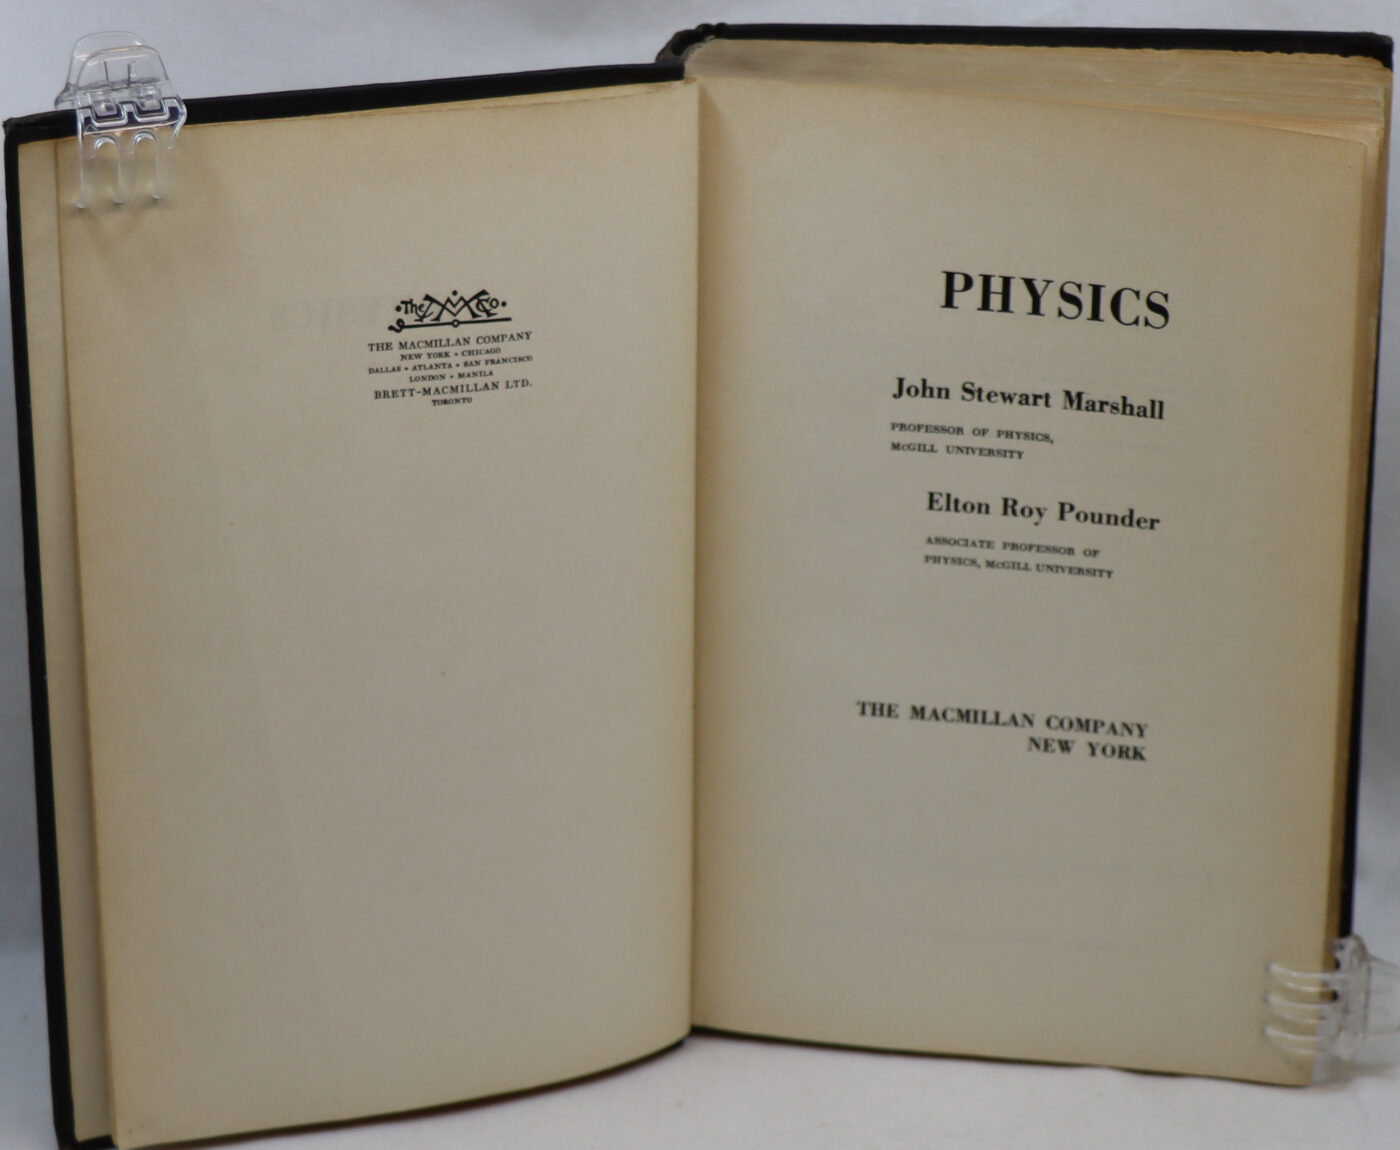 •The M Co•
THE MACMILLAN COMPANY
NEW YORK • CHICAGO
DALLAS • ATLANTA • SAN FRANCISCO
LONDON • MANILA
BRETT-MACMILLAN LTD.
TORONTO
PHYSICS
John Stewart Marshall
PROFESSOR OF PHYSICS,
McGILL UNIVERSITY
Elton Roy Pounder
ASSOCIATE PROFESSOR OF
PHYSICS, McGILL UNIVERSITY
THE MACMILLAN COMPANY
NEW YORK